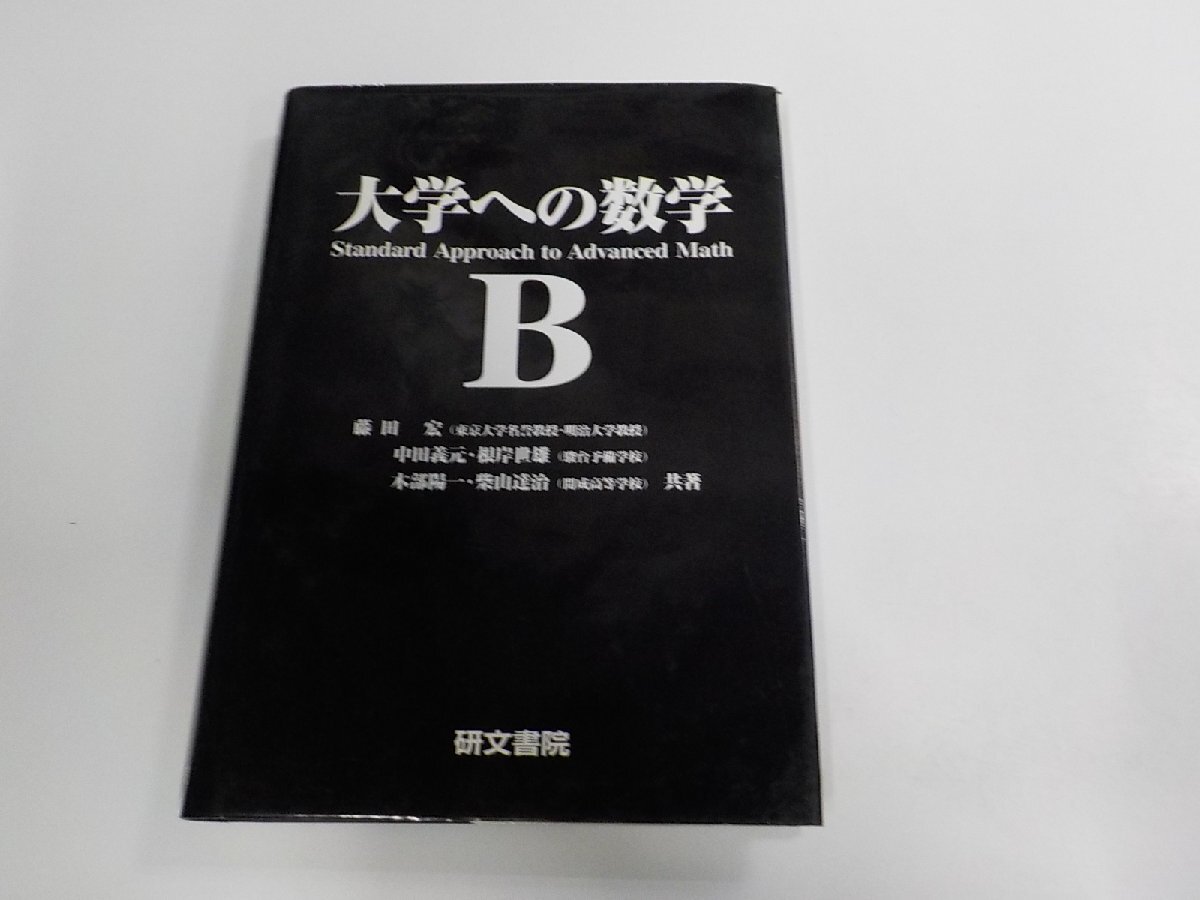 大学への数学
Standard Approach to Advanced Math
B
藤田 宏（東京大学名誉教授・明治大学教授）
中田義元・根岸世雄（駿台予備学校）
木部陽一・柴山達治（開成高等学校） 共著
研文書院